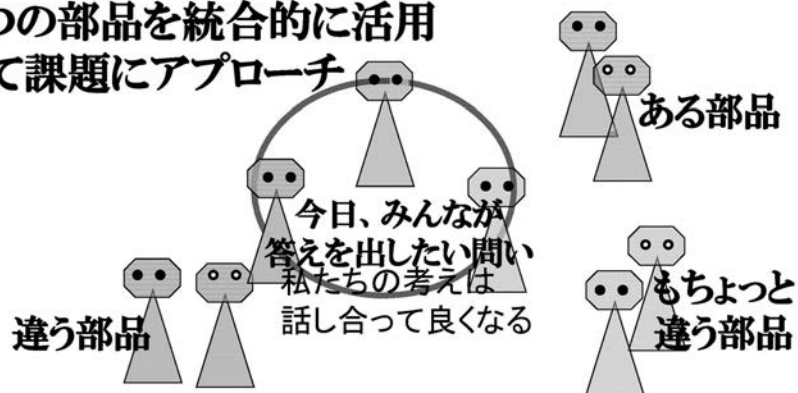 つの部品を統合的に活用
て課題にアプローチ
ある部品
今日、みんなが
答えを出したい問い
私たちの考えは
話し合って良くなる
違う部品
もちょっと
違う部品